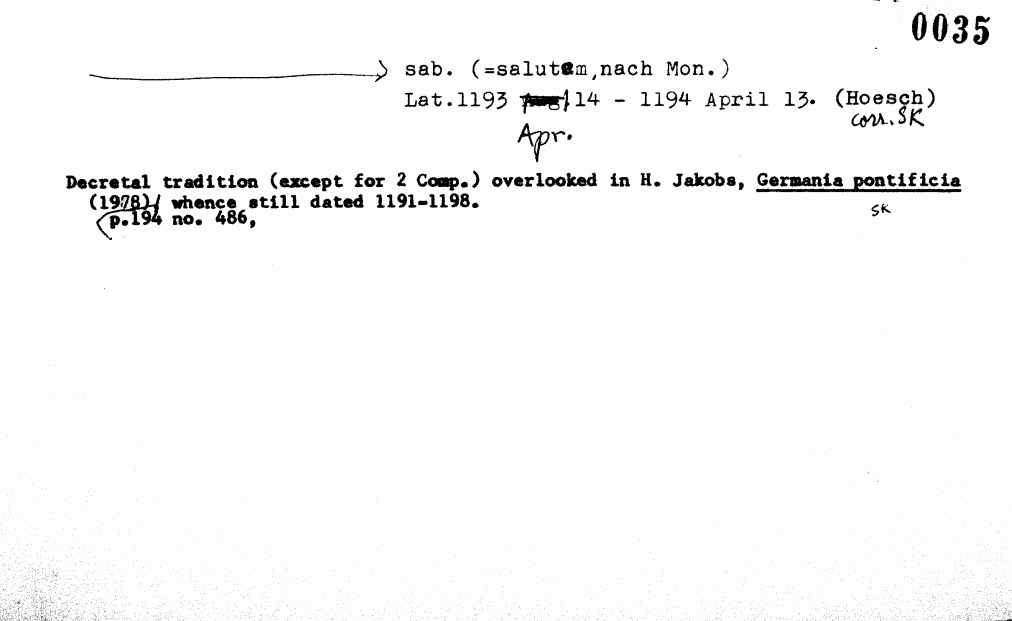 0035
sab. (=salutem,nach Mon.)
Lat.1193 14 - 1194 April 13. (Hoesch)
corr. SK
Apr.
Decretal tradition (except for 2 Comp.) overlooked in H. Jakobs, Germania pontificia
(1978)/ whence still dated 1191-1198.
SK
p.194 no. 486,